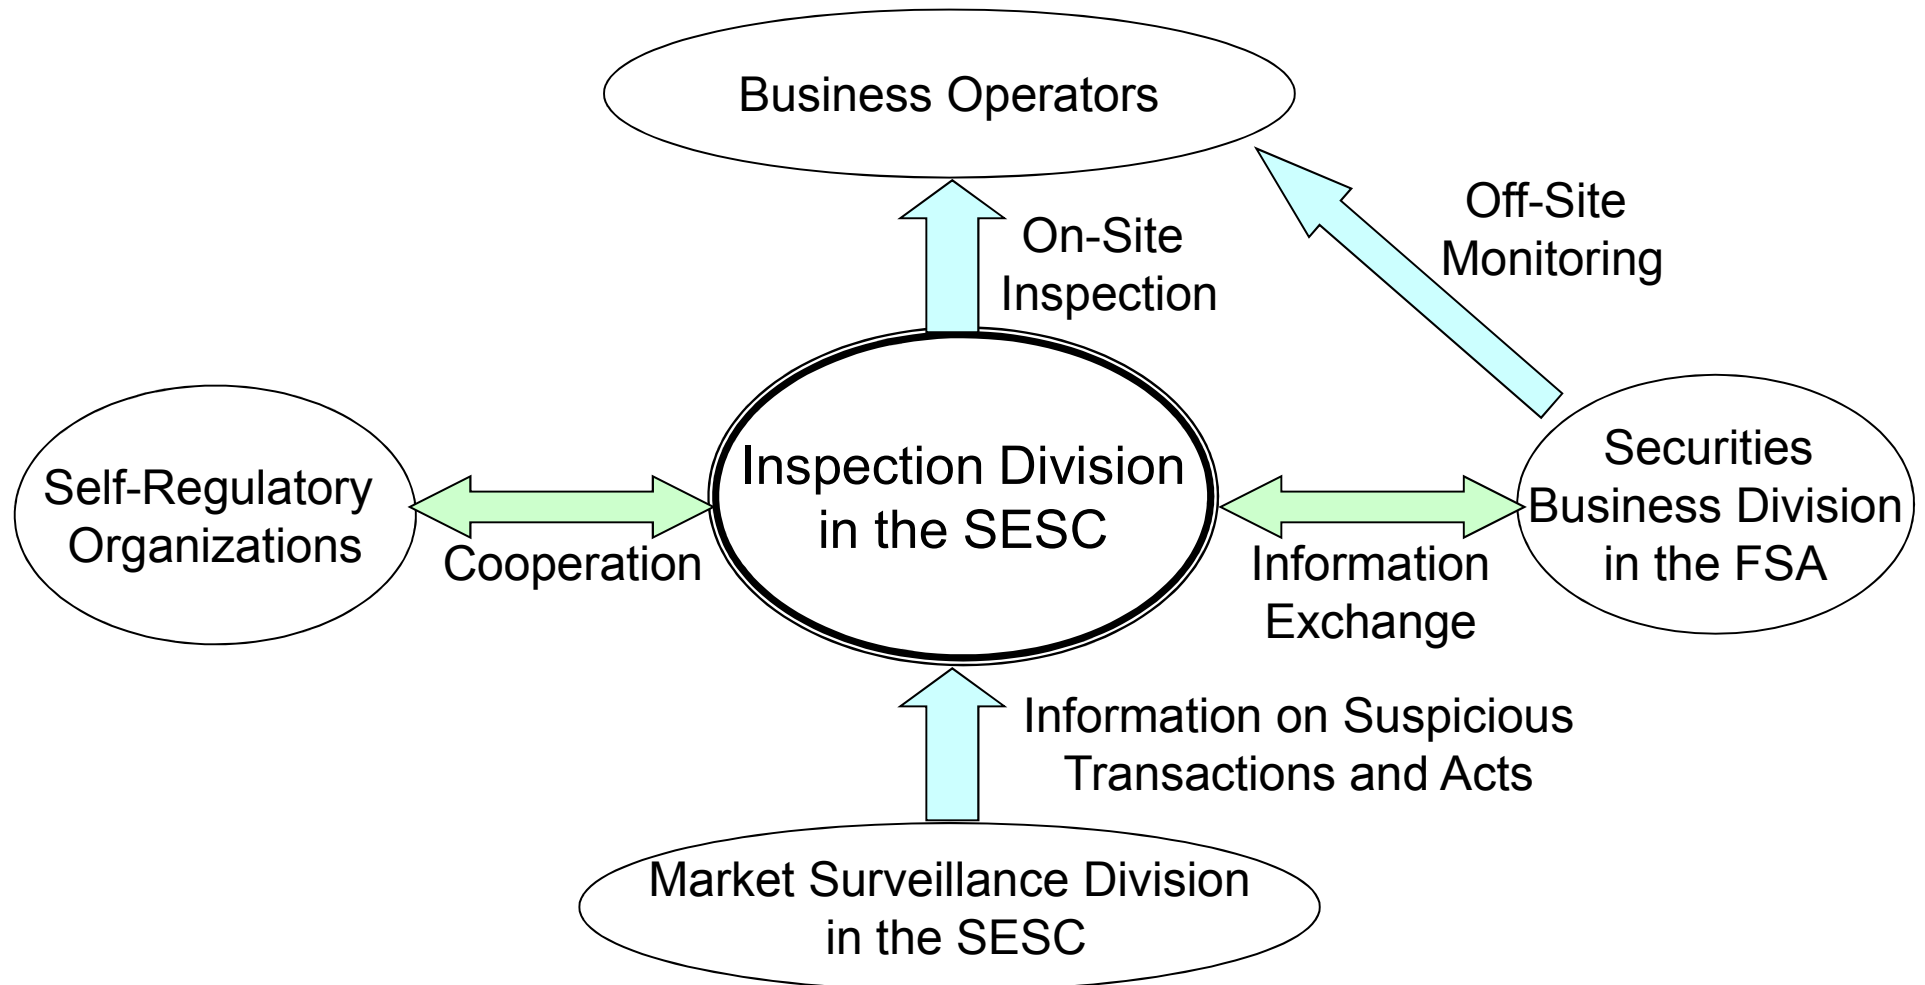 Business Operators
On-Site
Inspection
Off-Site
Monitoring
Self-Regulatory
Organizations
Cooperation
Inspection Division
in the SESC
Information
Exchange
Securities
Business Division
in the FSA
Information on Suspicious
Transactions and Acts
Market Surveillance Division
in the SESC